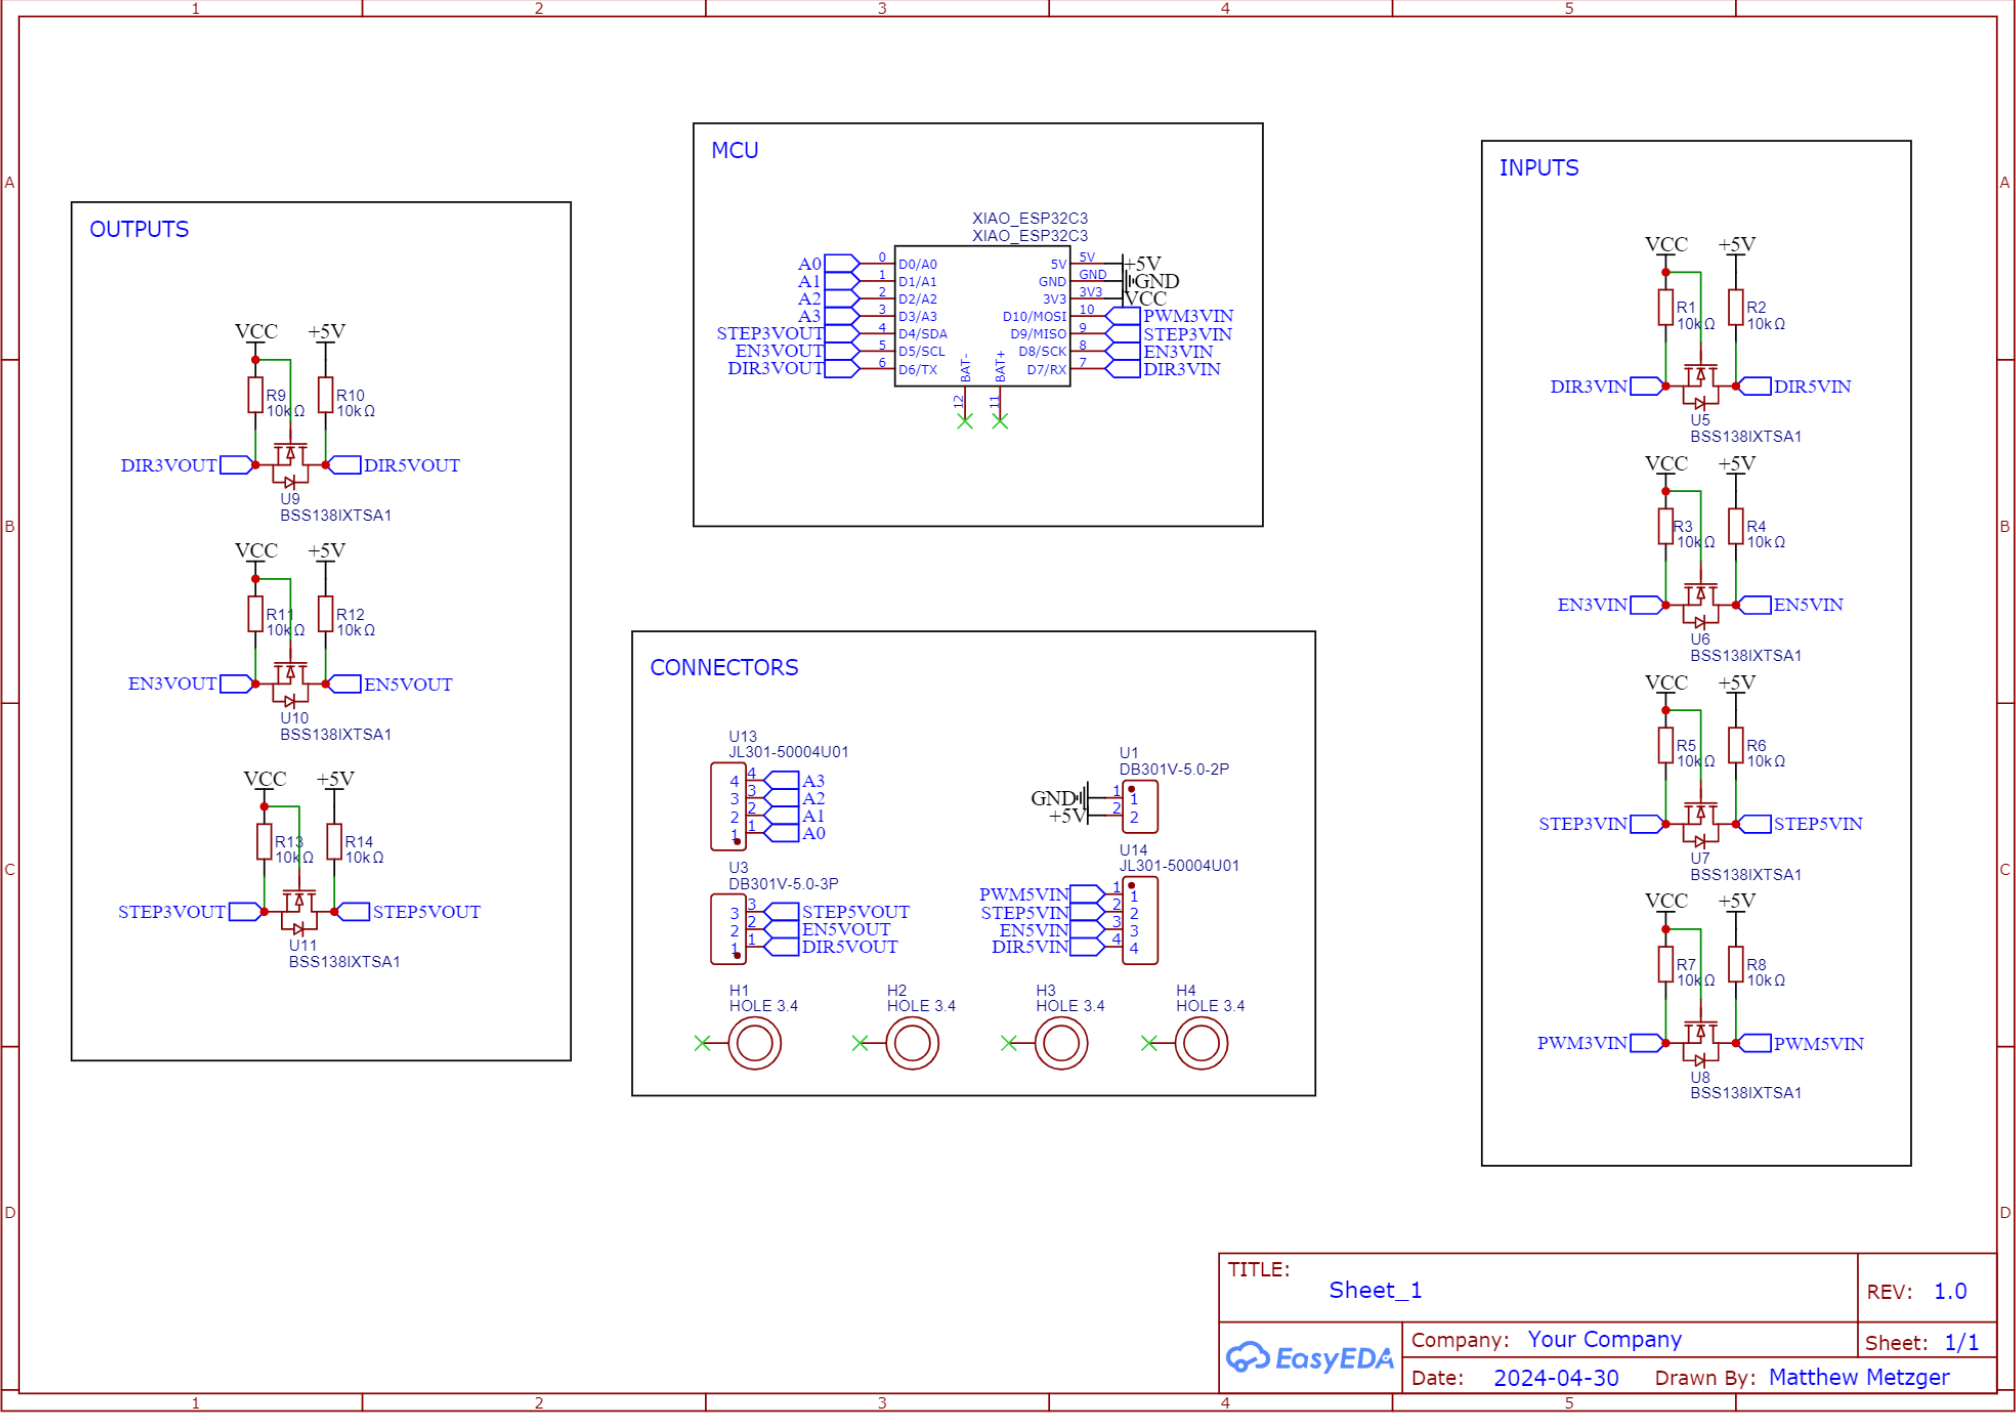 1 2 3 4 5
A
B
C
D
A
B
C
D
OUTPUTS
VCC +5V
R9 10kΩ
R10 10kΩ
DIR3VOUT DIR5VOUT
U9
BSS138IXTSA1
VCC +5V
R11 10kΩ
R12 10kΩ
EN3VOUT EN5VOUT
U10
BSS138IXTSA1
VCC +5V
R13 10kΩ
R14 10kΩ
STEP3VOUT STEP5VOUT
U11
BSS138IXTSA1
MCU
XIAO_ESP32C3
XIAO_ESP32C3
A0 0 D0/A0 5V 5V +5V
A1 1 D1/A1 GND GND GND
A2 2 D2/A2 3V3 3V3 VCC
A3 3 D3/A3 D10/MOSI 10 PWM3VIN
STEP3VOUT 4 D4/SDA D9/MISO 9 STEP3VIN
EN3VOUT 5 D5/SCL D8/SCK 8 EN3VIN
DIR3VOUT 6 D6/TX D7/RX 7 DIR3VIN
BAT- BAT+
12 11
CONNECTORS
U13
JL301-50004U01
4 4 A3
3 3 A2
2 2 A1
1 1 A0
U3
DB301V-5.0-3P
3 3 STEP5VOUT
2 2 EN5VOUT
1 1 DIR5VOUT
U1
DB301V-5.0-2P
GND 1 1
+5V 2 2
U14
JL301-50004U01
PWM5VIN 1 1
STEP5VIN 2 2
EN5VIN 3 3
DIR5VIN 4 4
H1
HOLE 3.4
H2
HOLE 3.4
H3
HOLE 3.4
H4
HOLE 3.4
INPUTS
VCC +5V
R1 10kΩ
R2 10kΩ
DIR3VIN DIR5VIN
U5
BSS138IXTSA1
VCC +5V
R3 10kΩ
R4 10kΩ
EN3VIN EN5VIN
U6
BSS138IXTSA1
VCC +5V
R5 10kΩ
R6 10kΩ
STEP3VIN STEP5VIN
U7
BSS138IXTSA1
VCC +5V
R7 10kΩ
R8 10kΩ
PWM3VIN PWM5VIN
U8
BSS138IXTSA1
TITLE:
Sheet_1
REV: 1.0
EasyEDA
Company: Your Company
Sheet: 1/1
Date: 2024-04-30 Drawn By: Matthew Metzger
1 2 3 4 5